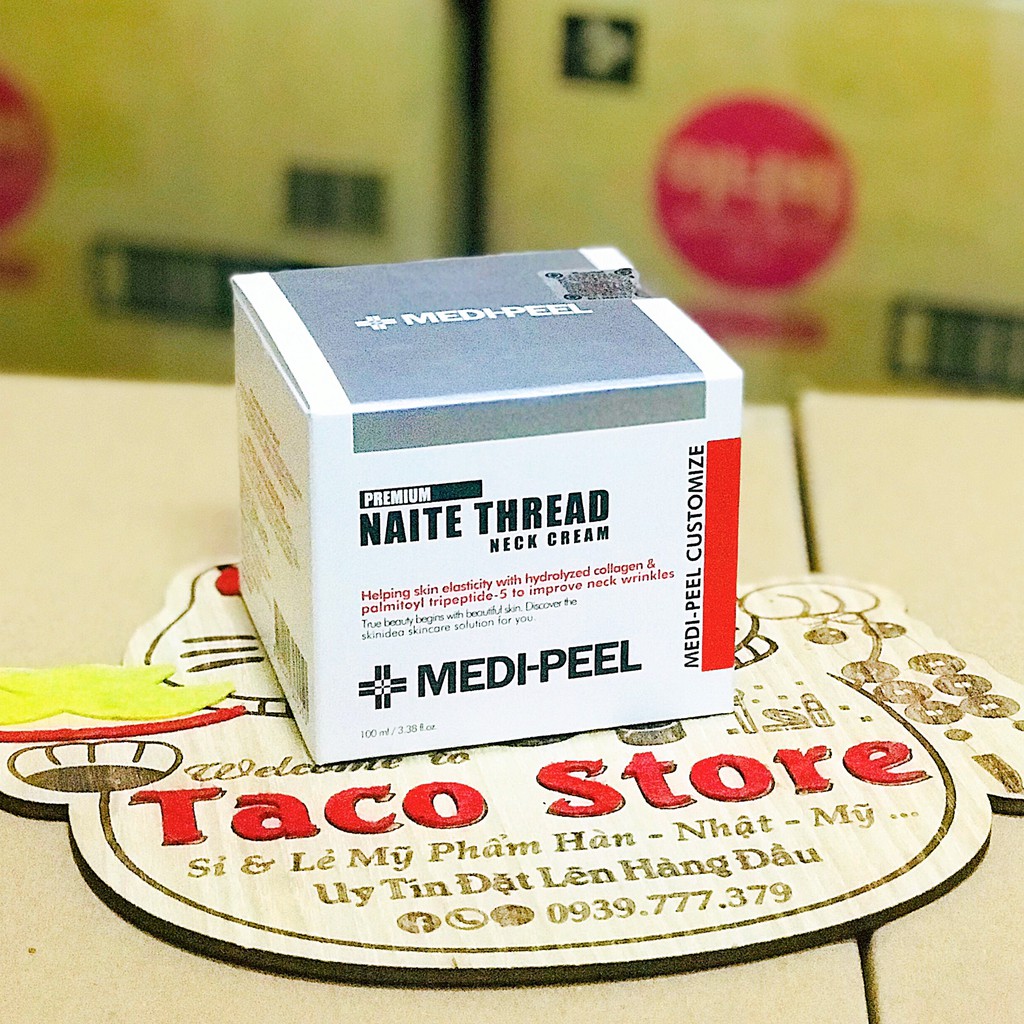 MEDI-PEEL
PREMIUM
NAITE THREAD
NECK CREAM
Helping skin elasticity with hydrolyzed collagen &
palmitoyl tripeptide-5 to improve neck wrinkles
True beauty begins with beautiful skin. Discover the
skinidea skincare solution for you.
MEDI-PEEL
100 ml / 3.38 fl.oz.
MEDI-PEEL CUSTOMIZE
Welcome to
Taco Store
Sỉ & Lẻ Mỹ Phẩm Hàn - Nhật - Mỹ ...
Uy Tín Đặt Lên Hàng Đầu
0939.777.379